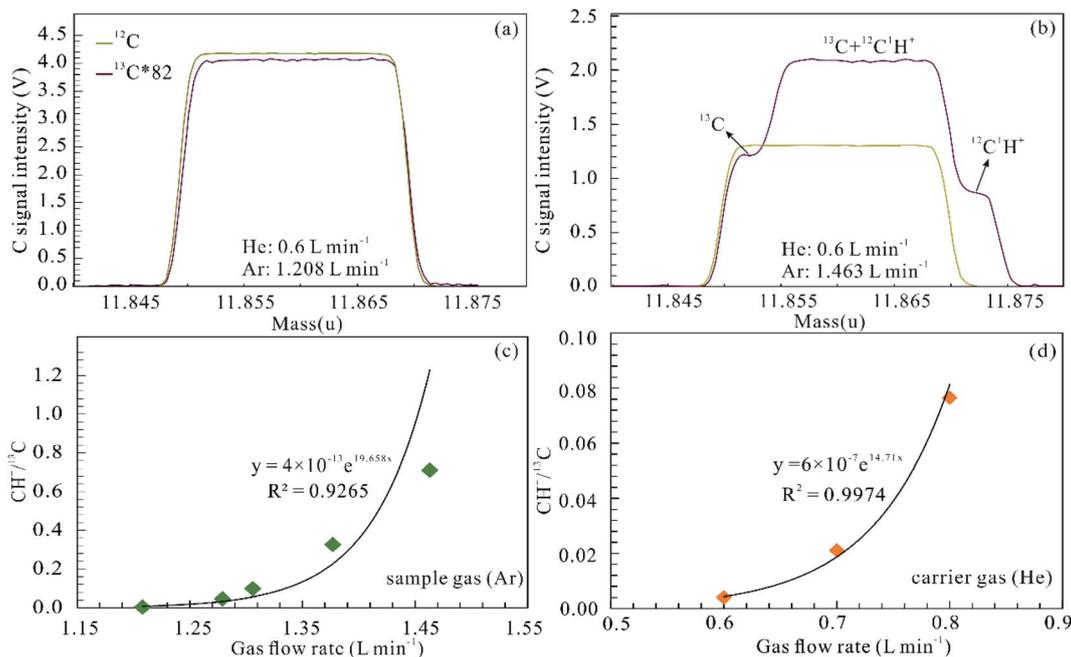 (a)
4.5
4.0
3.5
3.0
2.5
2.0
1.5
1.0
0.5
0.0
C signal intensity (V)
¹²C
¹³C*82
He: 0.6 L min⁻¹
Ar: 1.208 L min⁻¹
11.845 11.855 11.865 11.875
Mass(u)
(b)
2.5
2.0
1.5
1.0
0.5
0.0
C signal intensity (V)
¹³C+¹²C¹H⁺
¹³C
¹²C¹H⁺
He: 0.6 L min⁻¹
Ar: 1.463 L min⁻¹
11.845 11.855 11.865 11.875
Mass(u)
(c)
1.2
1.0
0.8
0.6
0.4
0.2
0.0
CH⁻/¹³C
y = 4×10⁻¹³e¹⁹·⁶⁵⁸ˣ
R² = 0.9265
sample gas (Ar)
1.15 1.25 1.35 1.45 1.55
Gas flow rate (L min⁻¹)
(d)
0.10
0.08
0.06
0.04
0.02
0.00
CH⁻/¹³C
y =6×10⁻⁷e¹⁴·⁷¹ˣ
R² = 0.9974
carrier gas (He)
0.5 0.6 0.7 0.8 0.9
Gas flow rate (L min⁻¹)